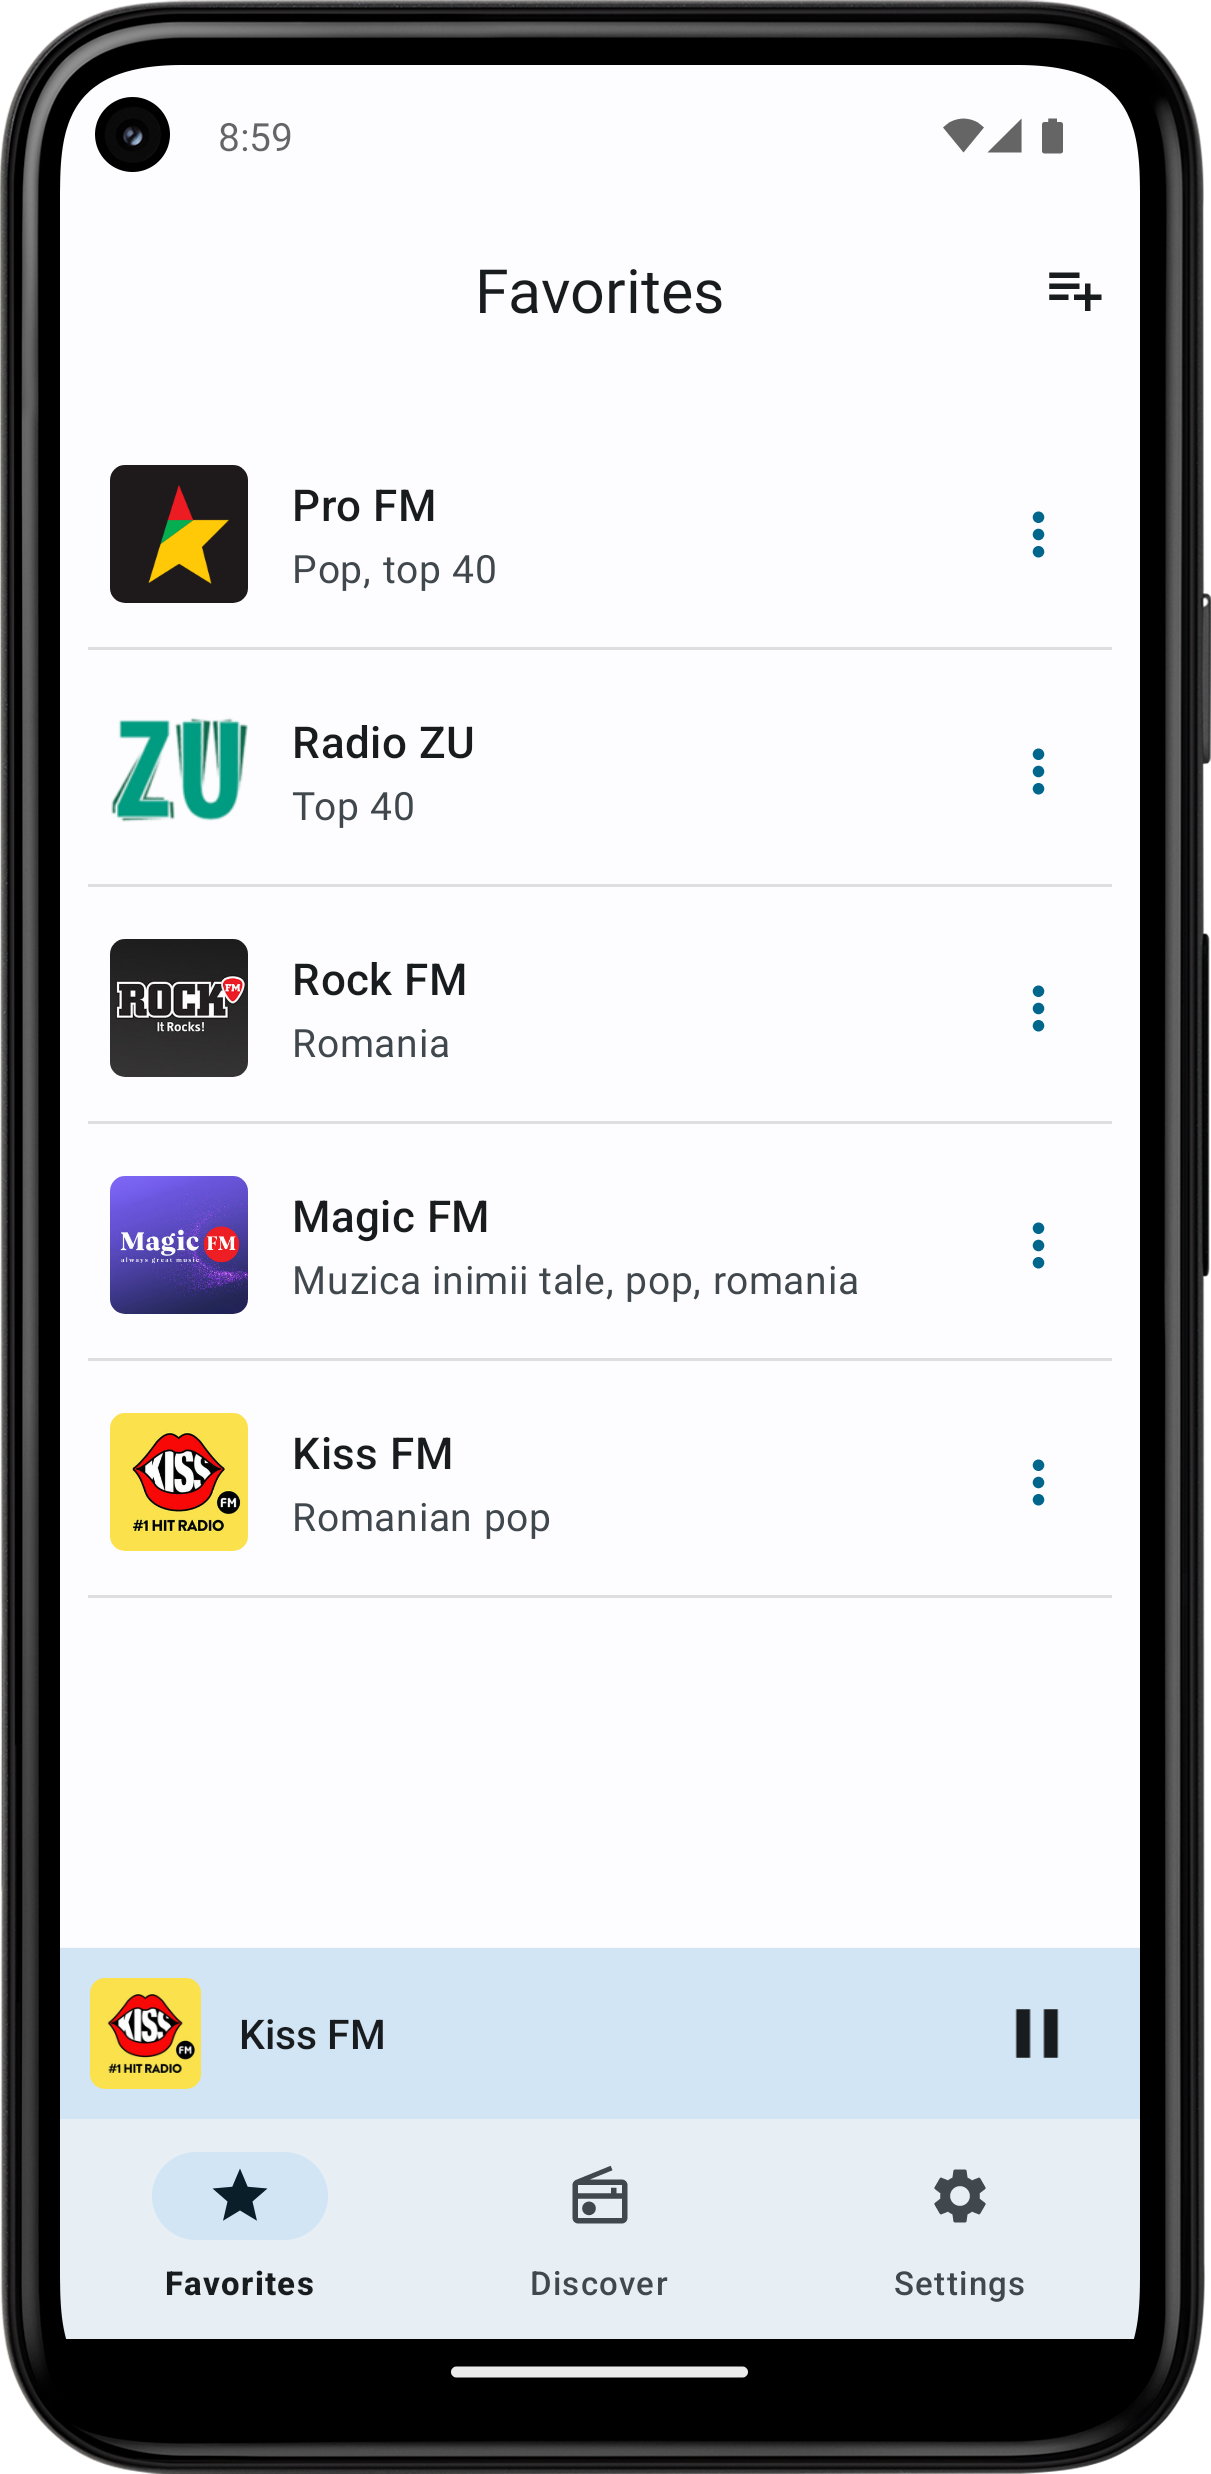 8:59
Favorites
Pro FM
Pop, top 40
ZU
Radio ZU
Top 40
ROCK FM
It Rocks!
Rock FM
Romania
Magic FM
always great music
Magic FM
Muzica inimii tale, pop, romania
KISS
FM
#1 HIT RADIO
Kiss FM
Romanian pop
KISS
FM
#1 HIT RADIO
Kiss FM
Favorites
Discover
Settings